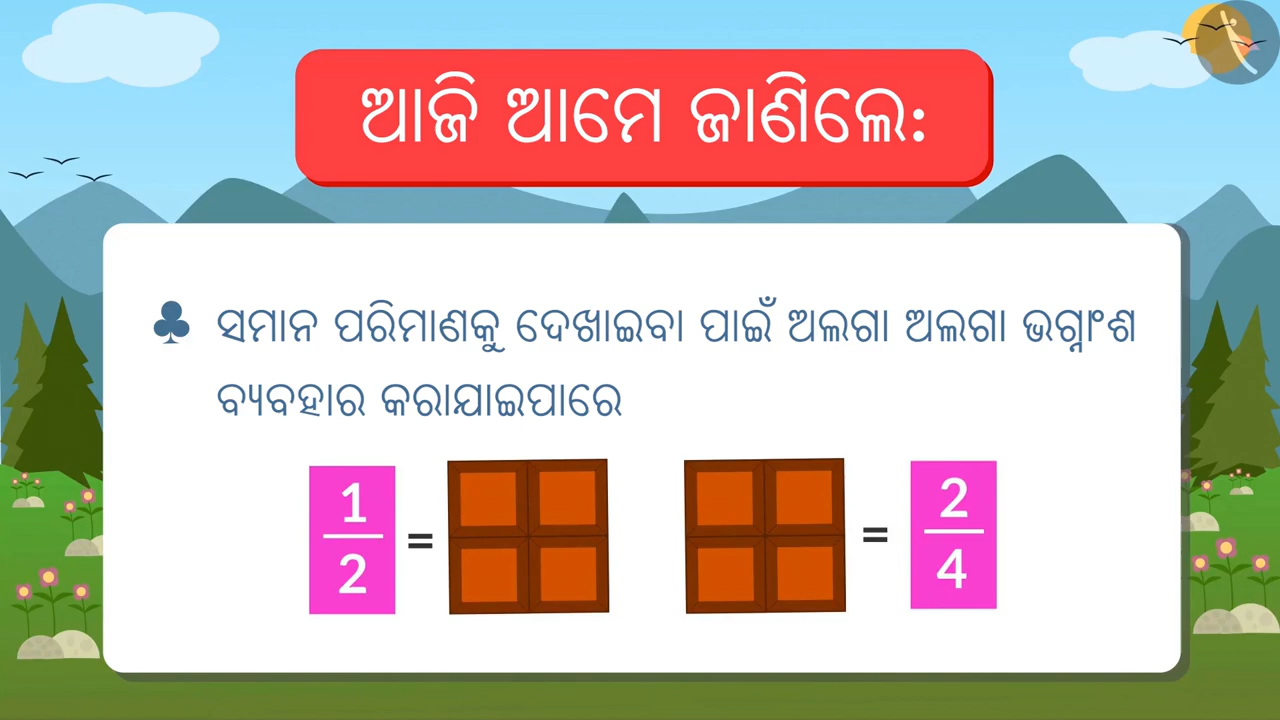 ଆଜି ଆମେ ଜାଣିଲେ:
♣ ସମାନ ପରିମାଣକୁ ଦେଖାଇବା ପାଇଁ ଅଲଗା ଅଲଗା ଭଗ୍ନାଂଶ
ବ୍ୟବହାର କରାଯାଇପାରେ
1/2 = = 2/4